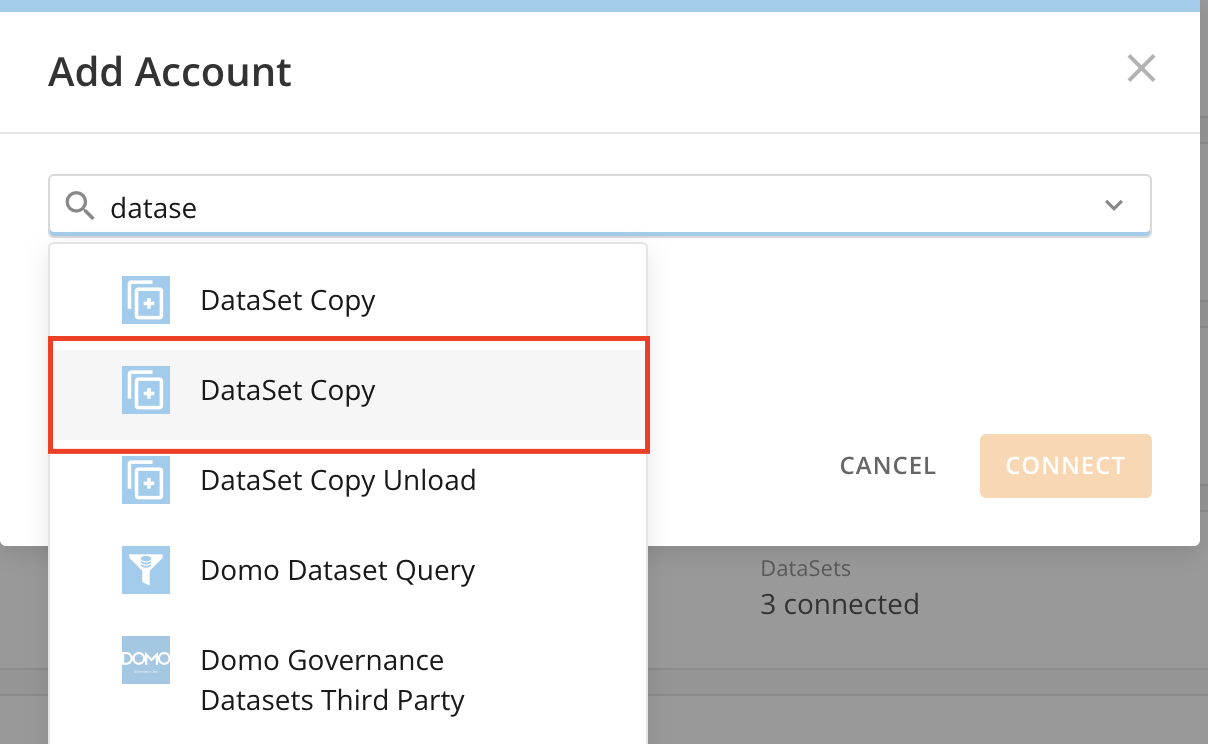 Add Account
datase
DataSet Copy
DataSet Copy
DataSet Copy Unload
CANCEL
CONNECT
Domo Dataset Query
DataSets
3 connected
DOMO
Domo Governance
Datasets Third Party